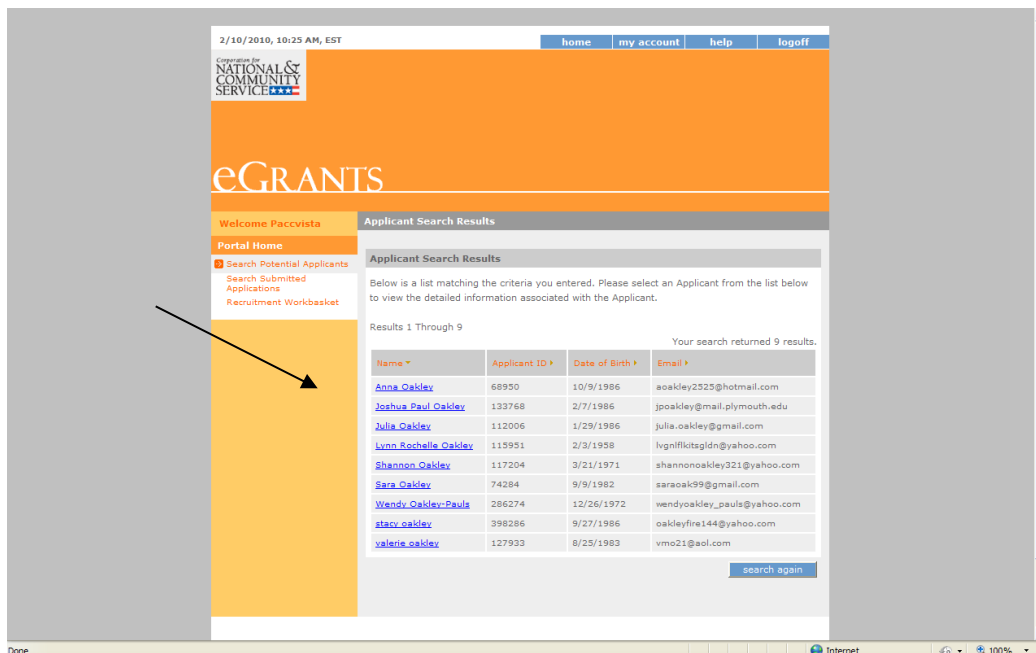 2/10/2010, 10:25 AM, EST
home my account help logoff
Corporation for
NATIONAL &
COMMUNITY
SERVICE
eGRANTS
Welcome Paccvista
Applicant Search Results
Portal Home
Search Potential Applicants
Search Submitted
Applications
Recruitment Workbasket
Applicant Search Results
Below is a list matching the criteria you entered. Please select an Applicant from the list below
to view the detailed information associated with the Applicant.
Results 1 Through 9
Your search returned 9 results.
Name Applicant ID Date of Birth Email
Anna Oakley 68950 10/9/1986 aoakley2525@hotmail.com
Joshua Paul Oakley 133768 2/7/1986 jpoakley@mail.plymouth.edu
Julia Oakley 112006 1/29/1986 julia.oakley@gmail.com
Lynn Rochelle Oakley 115951 2/3/1958 lvgnlflkitsgldn@yahoo.com
Shannon Oakley 117204 3/21/1971 shannonoakley321@yahoo.com
Sara Oakley 74284 9/9/1982 saraoak99@gmail.com
Wendy Oakley-Pauls 286274 12/26/1972 wendyoakley_pauls@yahoo.com
stacy oakley 398286 9/27/1986 oakleyfire144@yahoo.com
valerie oakley 127933 8/25/1983 vmo21@aol.com
search again
Done Internet 100%